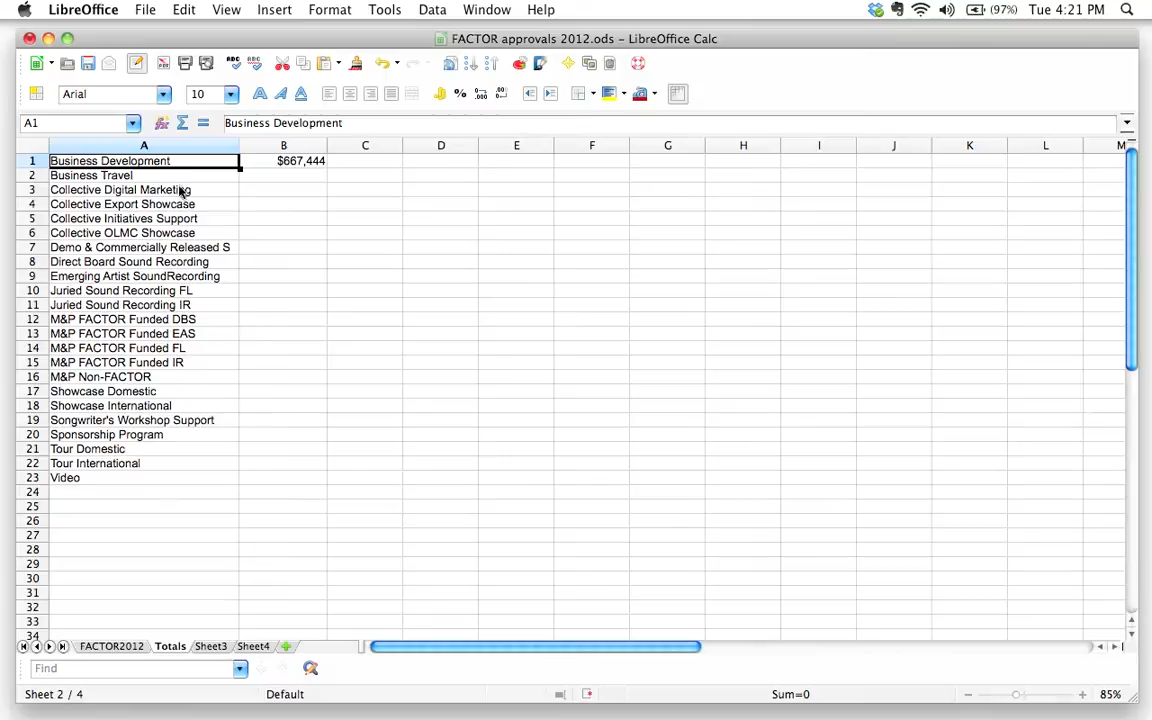 LibreOffice File Edit View Insert Format Tools Data Window Help (97%) Tue 4:21 PM
FACTOR approvals 2012.ods - LibreOffice Calc
Arial 10
A1 Business Development
A B C D E F G H I J K L M
1 Business Development $667,444
2 Business Travel
3 Collective Digital Marketing
4 Collective Export Showcase
5 Collective Initiatives Support
6 Collective OLMC Showcase
7 Demo & Commercially Released S
8 Direct Board Sound Recording
9 Emerging Artist SoundRecording
10 Juried Sound Recording FL
11 Juried Sound Recording IR
12 M&P FACTOR Funded DBS
13 M&P FACTOR Funded EAS
14 M&P FACTOR Funded FL
15 M&P FACTOR Funded IR
16 M&P Non-FACTOR
17 Showcase Domestic
18 Showcase International
19 Songwriter's Workshop Support
20 Sponsorship Program
21 Tour Domestic
22 Tour International
23 Video
24
25
26
27
28
29
30
31
32
33
34
FACTOR2012 Totals Sheet3 Sheet4
Find
Sheet 2 / 4 Default Sum=0 85%